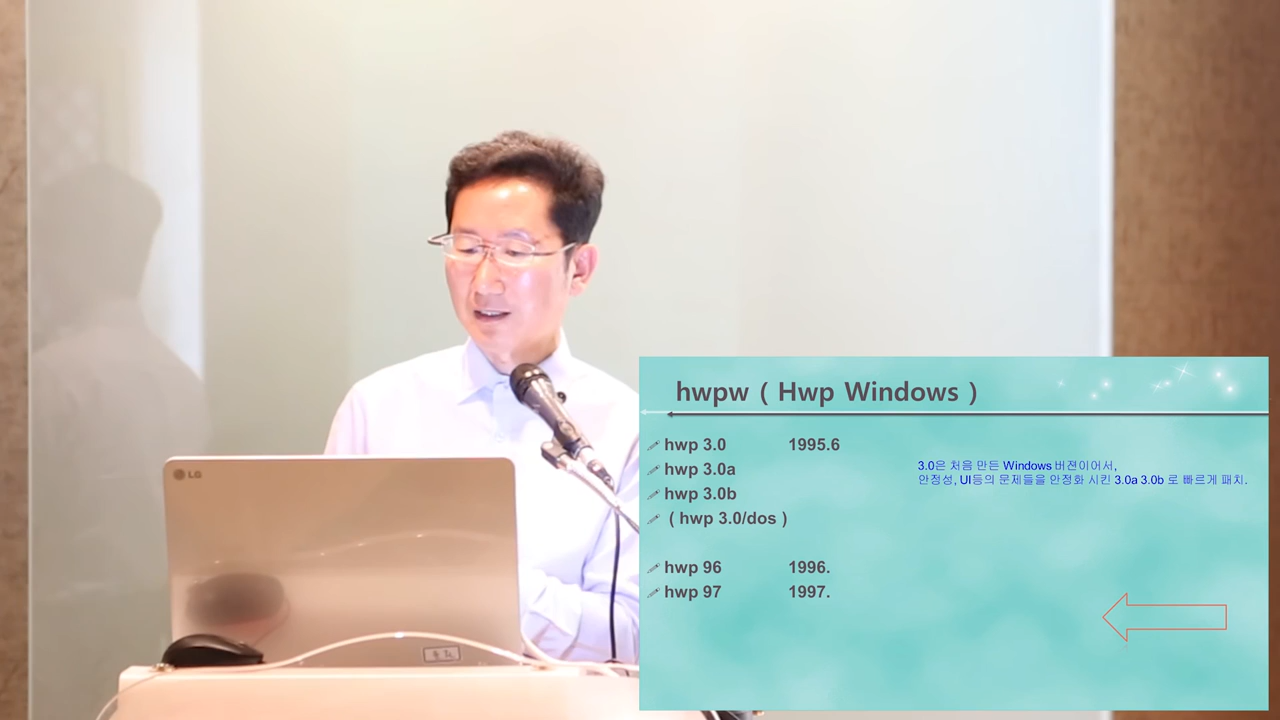 LG
hwpw ( Hwp Windows )
hwp 3.0 1995.6
hwp 3.0a
hwp 3.0b
( hwp 3.0/dos )
3.0은 처음 만든 Windows 버젼이어서,
안정성, UI등의 문제들을 안정화 시킨 3.0a 3.0b 로 빠르게 패치.
hwp 96 1996.
hwp 97 1997.